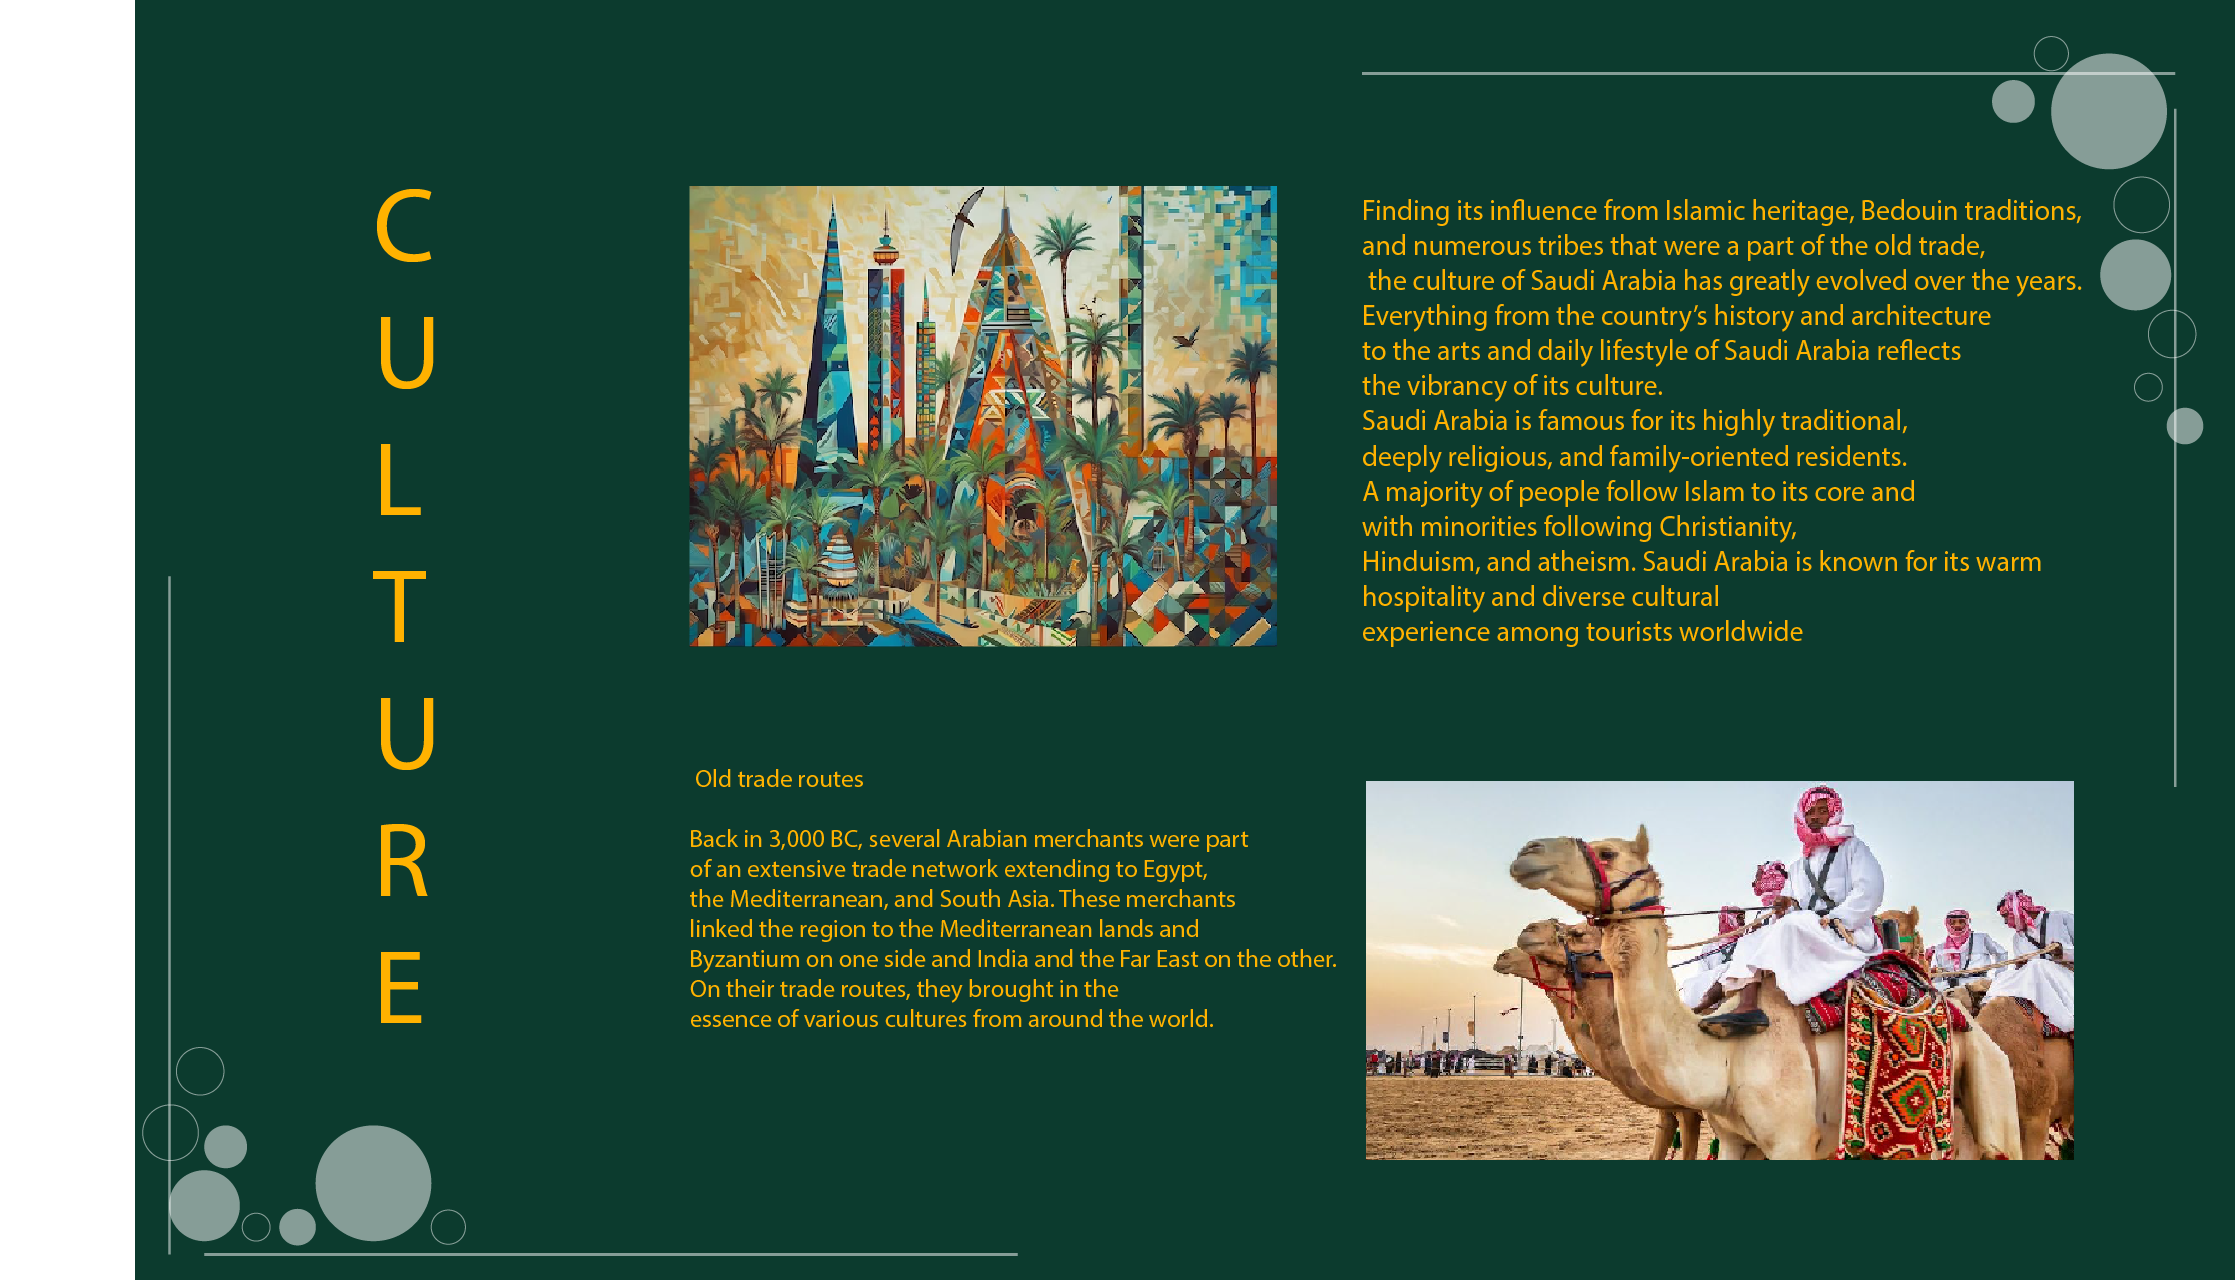 CULTURE
Finding its influence from Islamic heritage, Bedouin traditions,
and numerous tribes that were a part of the old trade,
the culture of Saudi Arabia has greatly evolved over the years.
Everything from the country’s history and architecture
to the arts and daily lifestyle of Saudi Arabia reflects
the vibrancy of its culture.
Saudi Arabia is famous for its highly traditional,
deeply religious, and family-oriented residents.
A majority of people follow Islam to its core and
with minorities following Christianity,
Hinduism, and atheism. Saudi Arabia is known for its warm
hospitality and diverse cultural
experience among tourists worldwide
Old trade routes
Back in 3,000 BC, several Arabian merchants were part
of an extensive trade network extending to Egypt,
the Mediterranean, and South Asia. These merchants
linked the region to the Mediterranean lands and
Byzantium on one side and India and the Far East on the other.
On their trade routes, they brought in the
essence of various cultures from around the world.